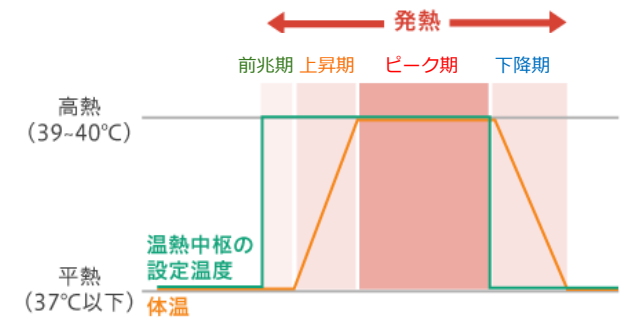 発熱
前兆期 上昇期 ピーク期 下降期
高熱
(39~40℃)
温熱中枢の
設定温度
平熱
(37℃以下)
体温